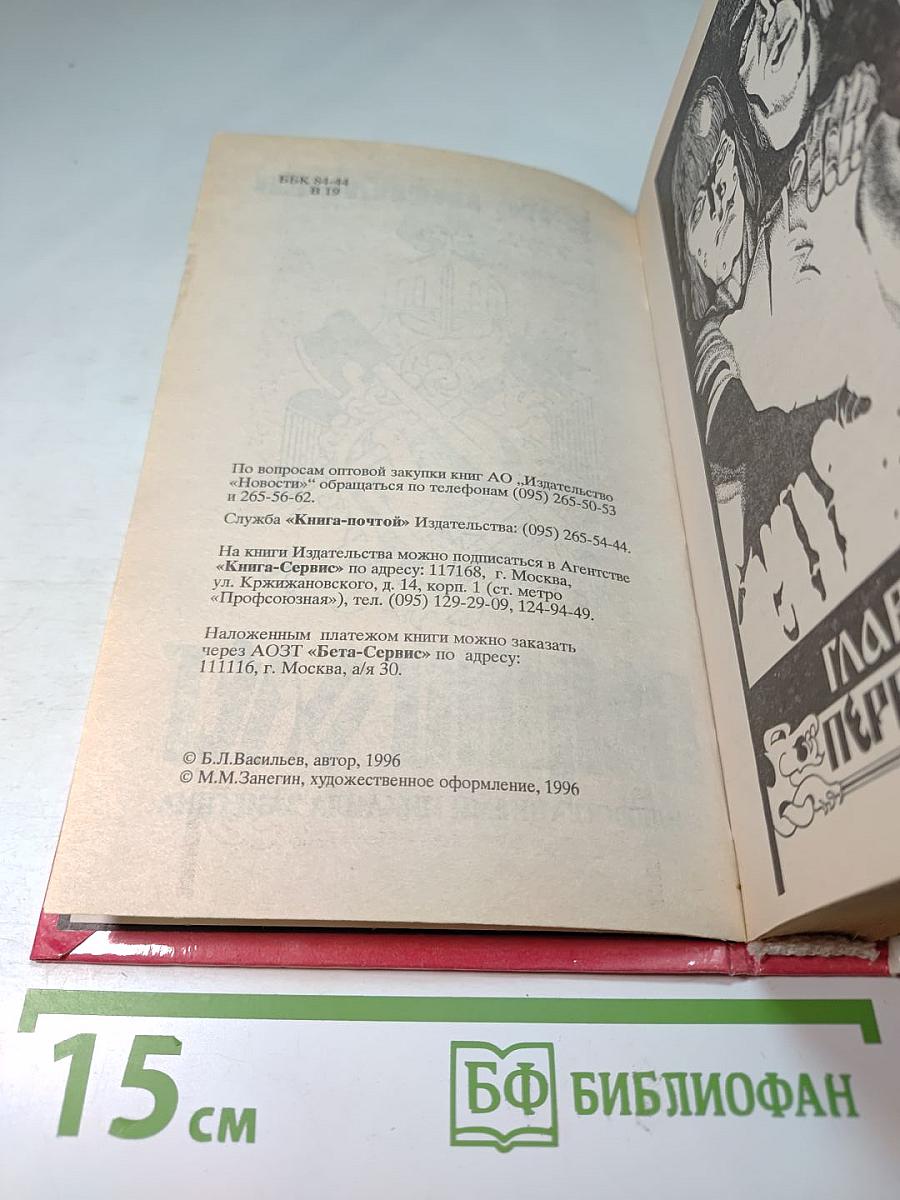 ББК 84-44
В 19
По вопросам оптовой закупки книг АО „Издательство
«Новости»“ обращаться по телефонам (095) 265-50-53
и 265-56-62.
Служба «Книга-почтой» Издательства: (095) 265-54-44.
На книги Издательства можно подписаться в Агентстве
«Книга-Сервис» по адресу: 117168, г. Москва,
ул. Кржижановского, д. 14, корп. 1 (ст. метро
«Профсоюзная»), тел. (095) 129-29-09, 124-94-49.
Наложенным платежом книги можно заказать
через АОЗТ «Бета-Сервис» по адресу:
111116, г. Москва, а/я 30.
© Б.Л.Васильев, автор, 1996
© М.М.Занегин, художественное оформление, 1996
ГЛАВ
ПЕРВ
15 см
БФ БИБЛИОФАН